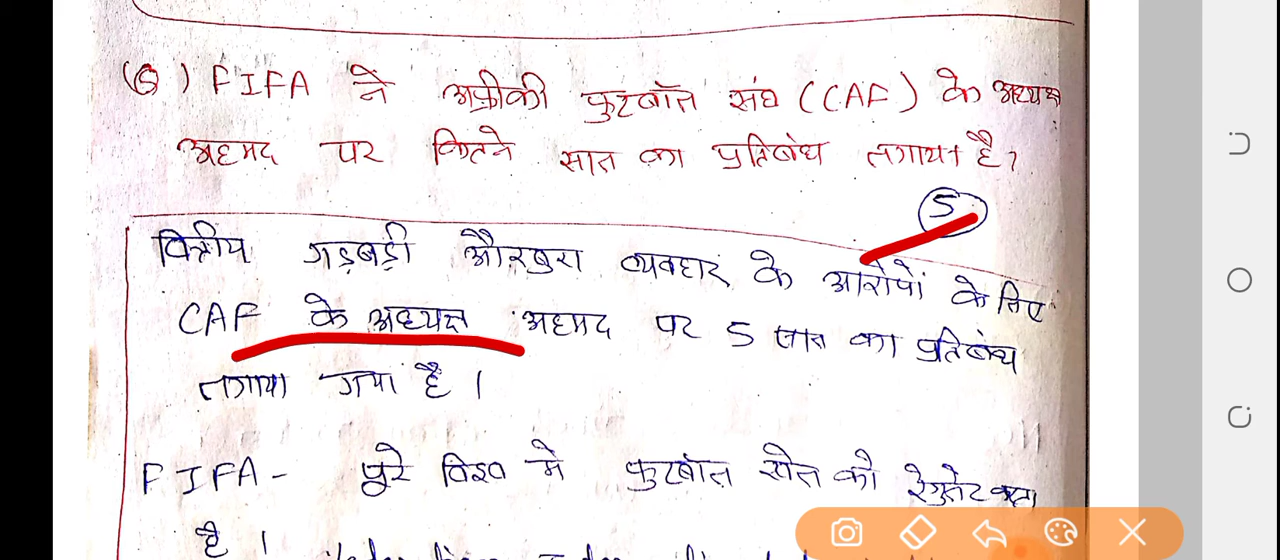 (Q) FIFA ने अफ्रीकी फुटबॉल संघ (CAF) के अध्यक्ष
अहमद पर कितने साल का प्रतिबंध लगाया है?
5
वित्तीय गड़बड़ी और बुरा व्यवहार के आरोपों के लिए
CAF के अध्यक्ष अहमद पर 5 साल का प्रतिबंध
लगाया गया है।
FIFA - पूरे विश्व मे फुटबॉल खेल को रेगुलेट करता
है।